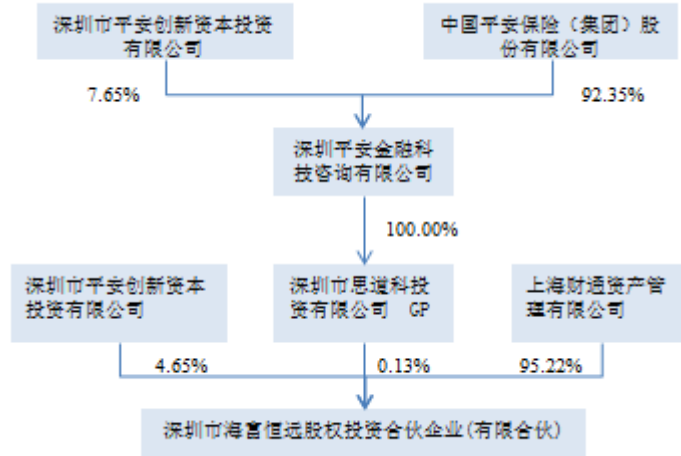 深圳市平安创新资本投资
有限公司
中国平安保险（集团）股
份有限公司
7.65%
92.35%
深圳平安金融科
技咨询有限公司
100.00%
深圳市平安创新资本
投资有限公司
深圳市思道科投
资有限公司 GP
上海财通资产管
理有限公司
4.65%
0.13%
95.22%
深圳市海富恒远股权投资合伙企业(有限合伙)